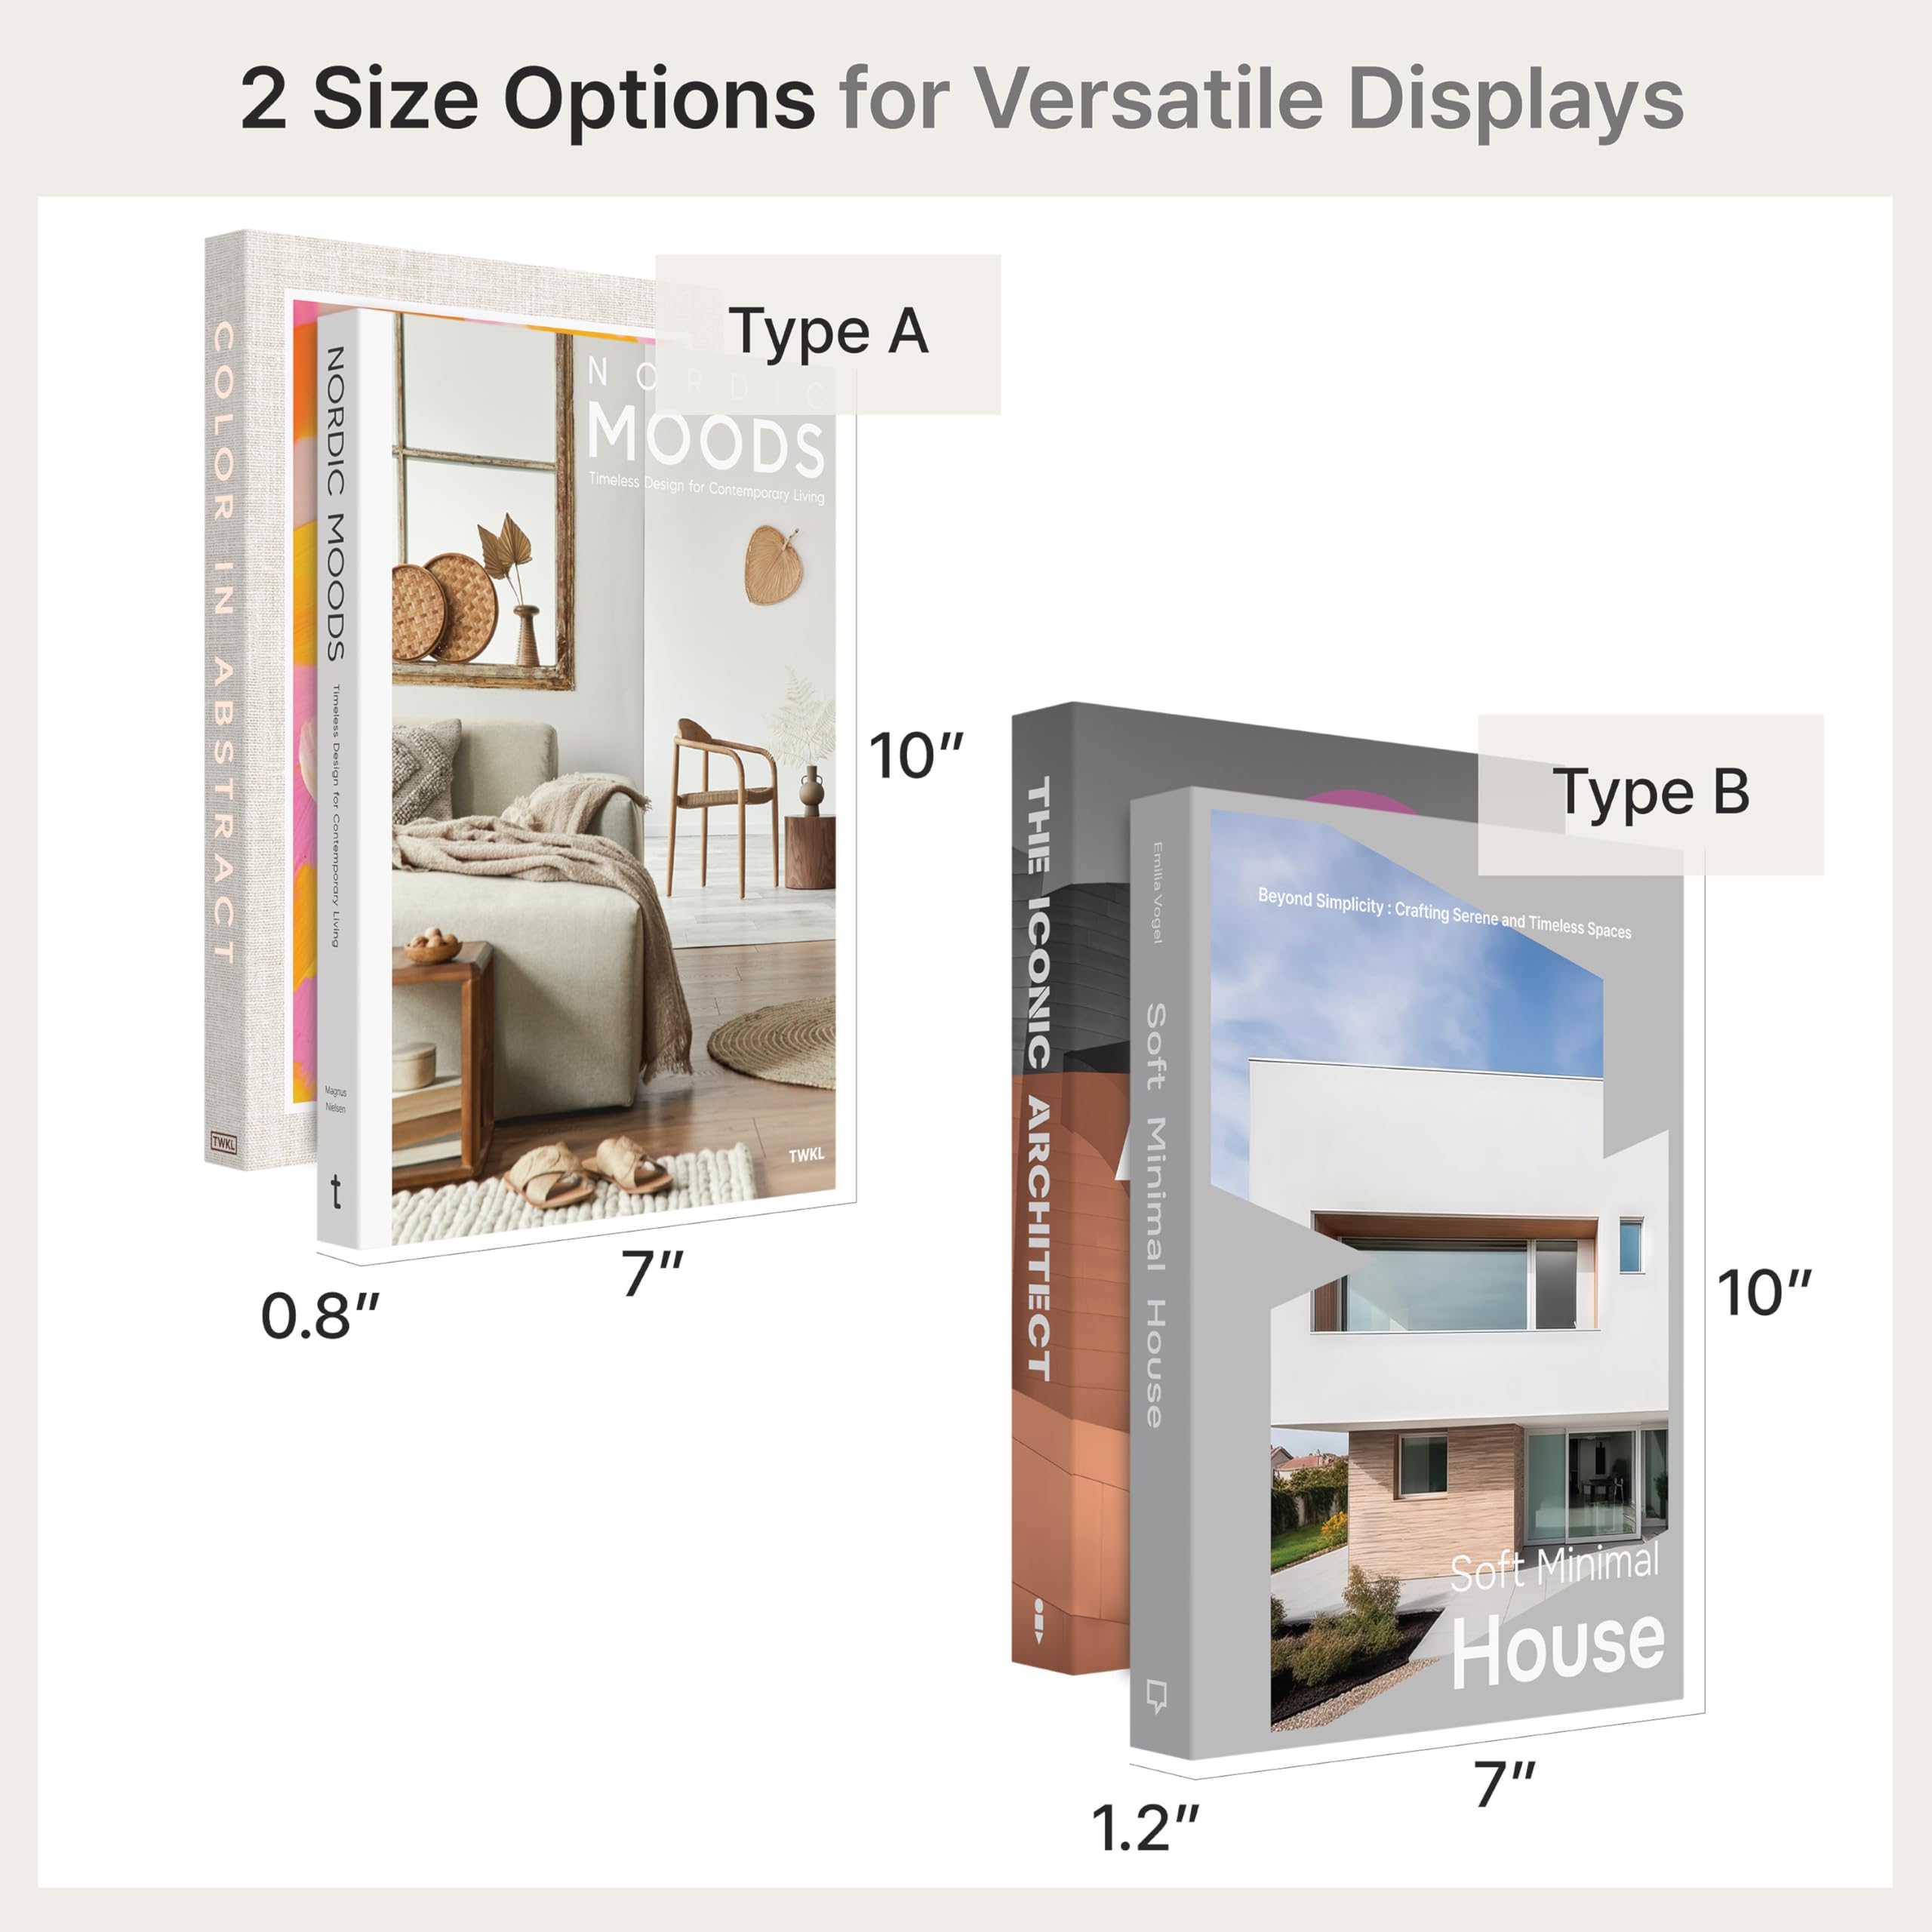 2 Size Options for Versatile Displays
COLOR IN ABSTRACT
TWKL
NORDIC MOODS
Timeless Design for Contemporary Living
Magnus
Nielsen
t
NORDIC
MOODS
Timeless Design for Contemporary Living
TWKL
Type A
10″
7″
0.8″
THE ICONIC ARCHITECT
Emilia Vogel
Soft Minimal House
Type B
Beyond Simplicity : Crafting Serene and Timeless Spaces
Soft Minimal
House
10″
7″
1.2″